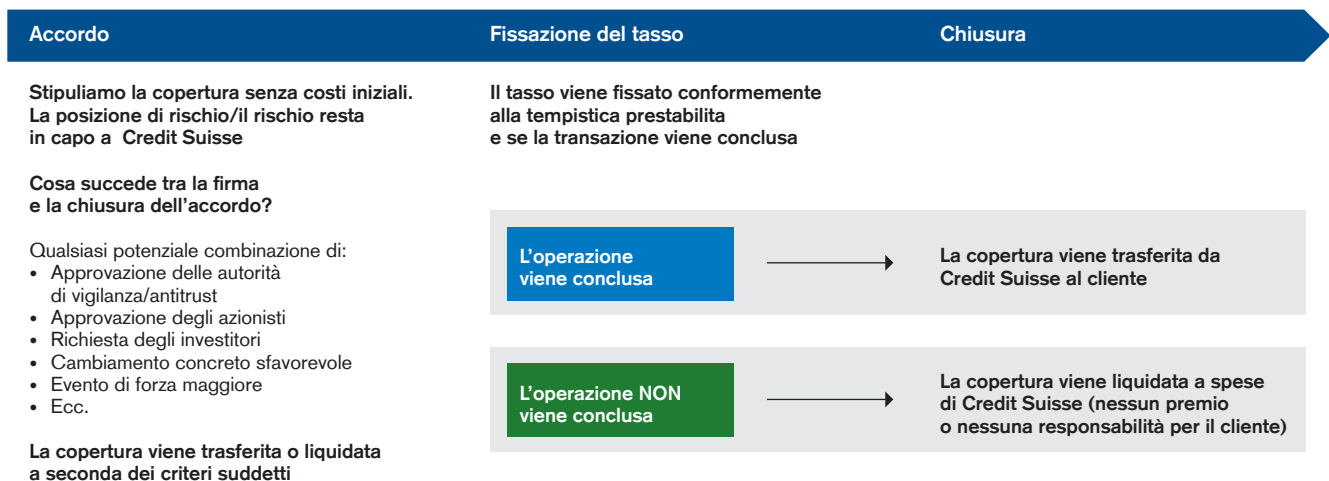 Accordo
Fissazione del tasso
Chiusura
Stipuliamo la copertura senza costi iniziali.
La posizione di rischio/il rischio resta
in capo a Credit Suisse
Cosa succede tra la firma
e la chiusura dell'accordo?
Qualsiasi potenziale combinazione di:
• Approvazione delle autorità
di vigilanza/antitrust
• Approvazione degli azionisti
• Richiesta degli investitori
• Cambiamento concreto sfavorevole
• Evento di forza maggiore
• Ecc.
La copertura viene trasferita o liquidata
a seconda dei criteri suddetti
Il tasso viene fissato conformemente
alla tempistica prestabilita
e se la transazione viene conclusa
L'operazione
viene conclusa
La copertura viene trasferita da
Credit Suisse al cliente
L'operazione NON
viene conclusa
La copertura viene liquidata a spese
di Credit Suisse (nessun premio
o nessuna responsabilità per il cliente)